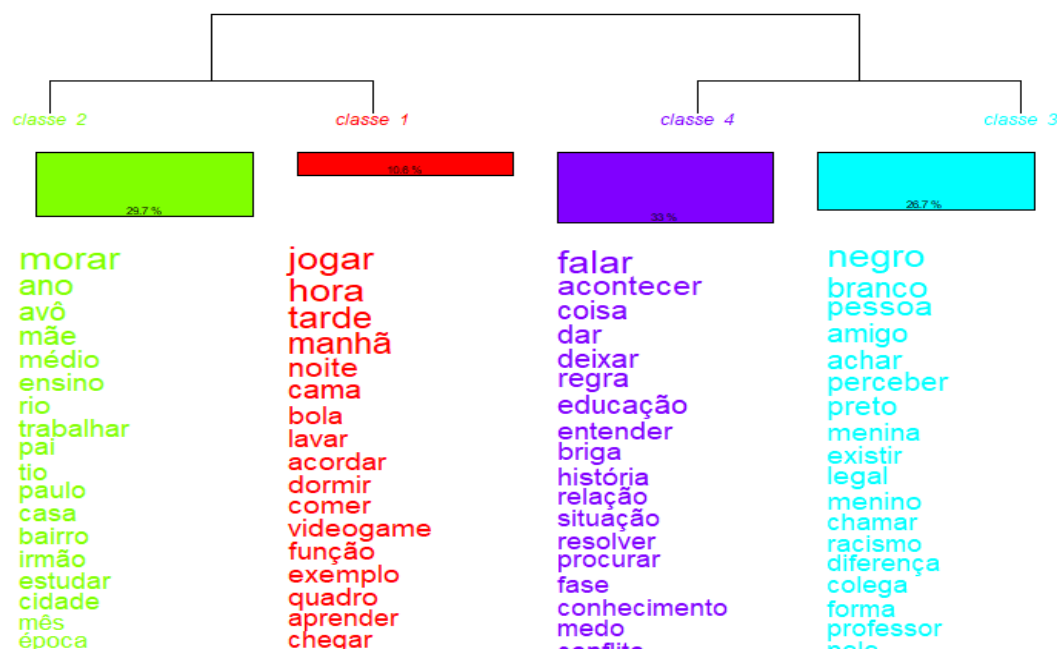 classe 2
classe 1
classe 4
classe 3
29.7 %
10.6 %
33 %
26.7 %
morar
ano
avô
mãe
médio
ensino
rio
trabalhar
pai
tio
paulo
casa
bairro
irmão
estudar
cidade
mês
época
jogar
hora
tarde
manhã
noite
cama
bola
lavar
acordar
dormir
comer
videogame
função
exemplo
quadro
aprender
chegar
falar
acontecer
coisa
dar
deixar
regra
educação
entender
briga
história
relação
situação
resolver
procurar
fase
conhecimento
medo
conflito
negro
branco
pessoa
amigo
achar
perceber
preto
menina
existir
legal
menino
chamar
racismo
diferença
colega
forma
professor